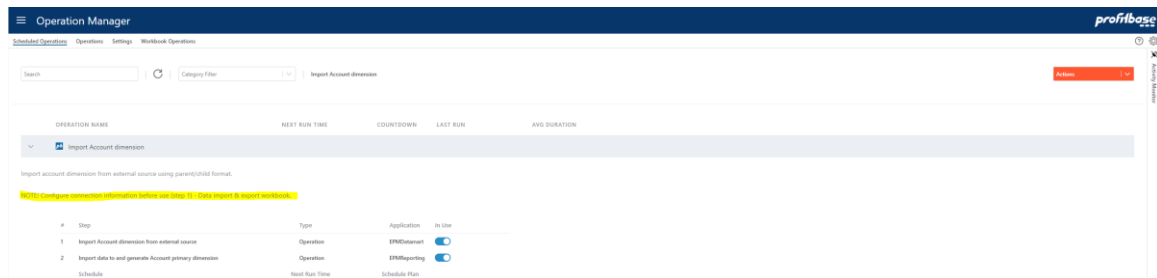 Operation Manager
profitbase
Scheduled Operations Operations Settings Workbook Operations
Search Category Filter Import Account dimension Actions
Activity Monitor
OPERATION NAME NEXT RUN TIME COUNTDOWN LAST RUN AVG DURATION
Import Account dimension
Import account dimension from external source using parent/child format.
NOTE! Configure connection information before use (step 1) - Data import & export workbook.
# Step Type Application In Use
1 Import Account dimension from external source Operation EPMDatamart
2 Import data to and generate Account primary dimension Operation EPMReporting
Schedule Next Run Time Schedule Plan